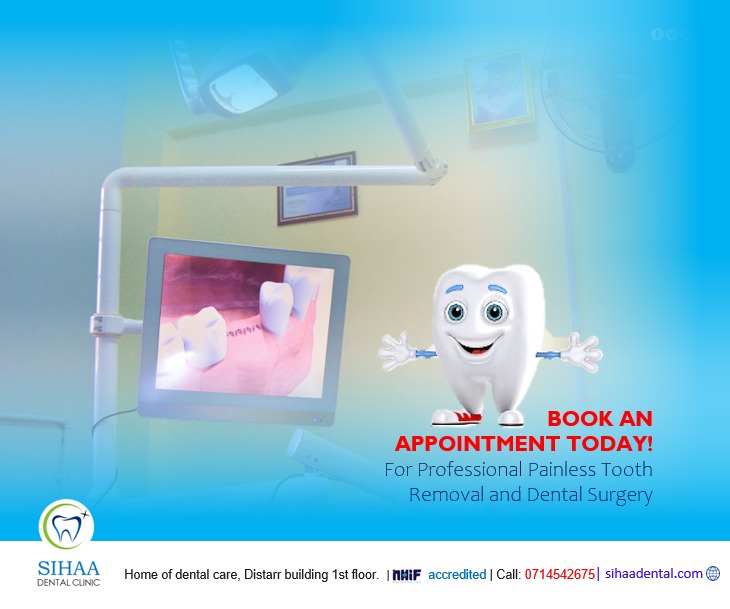 BOOK AN
APPOINTMENT TODAY!
For Professional Painless Tooth
Removal and Dental Surgery
SIHAA
DENTAL CLINIC
Home of dental care, Distarr building 1st floor. | NHIF accredited | Call: 0714542675 | sihaadental.com